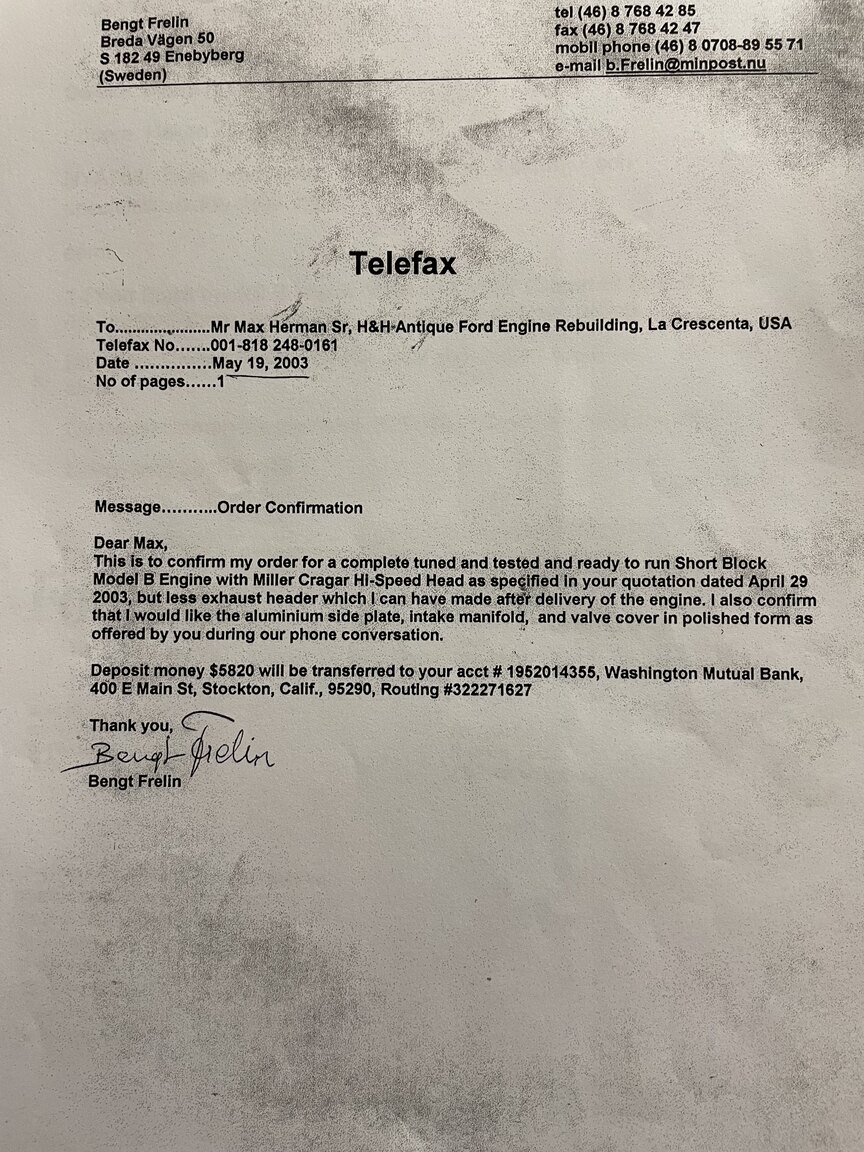 Bengt Frelin
Breda Vägen 50
S 182 49 Enebyberg
(Sweden)
tel (46) 8 768 42 85
fax (46) 8 768 42 47
mobil phone (46) 8 0708-89 55 71
e-mail b.Frelin@minpost.nu
Telefax
To......................Mr Max Herman Sr, H&H Antique Ford Engine Rebuilding, La Crescenta, USA
Telefax No.......001-818 248-0161
Date ...............May 19, 2003
No of pages......1
Message...........Order Confirmation
Dear Max,
This is to confirm my order for a complete tuned and tested and ready to run Short Block
Model B Engine with Miller Cragar Hi-Speed Head as specified in your quotation dated April 29
2003, but less exhaust header which I can have made after delivery of the engine. I also confirm
that I would like the aluminium side plate, intake manifold, and valve cover in polished form as
offered by you during our phone conversation.
Deposit money $5820 will be transferred to your acct # 1952014355, Washington Mutual Bank,
400 E Main St, Stockton, Calif., 95290, Routing #322271627
Thank you,
Bengt Frelin
Bengt Frelin